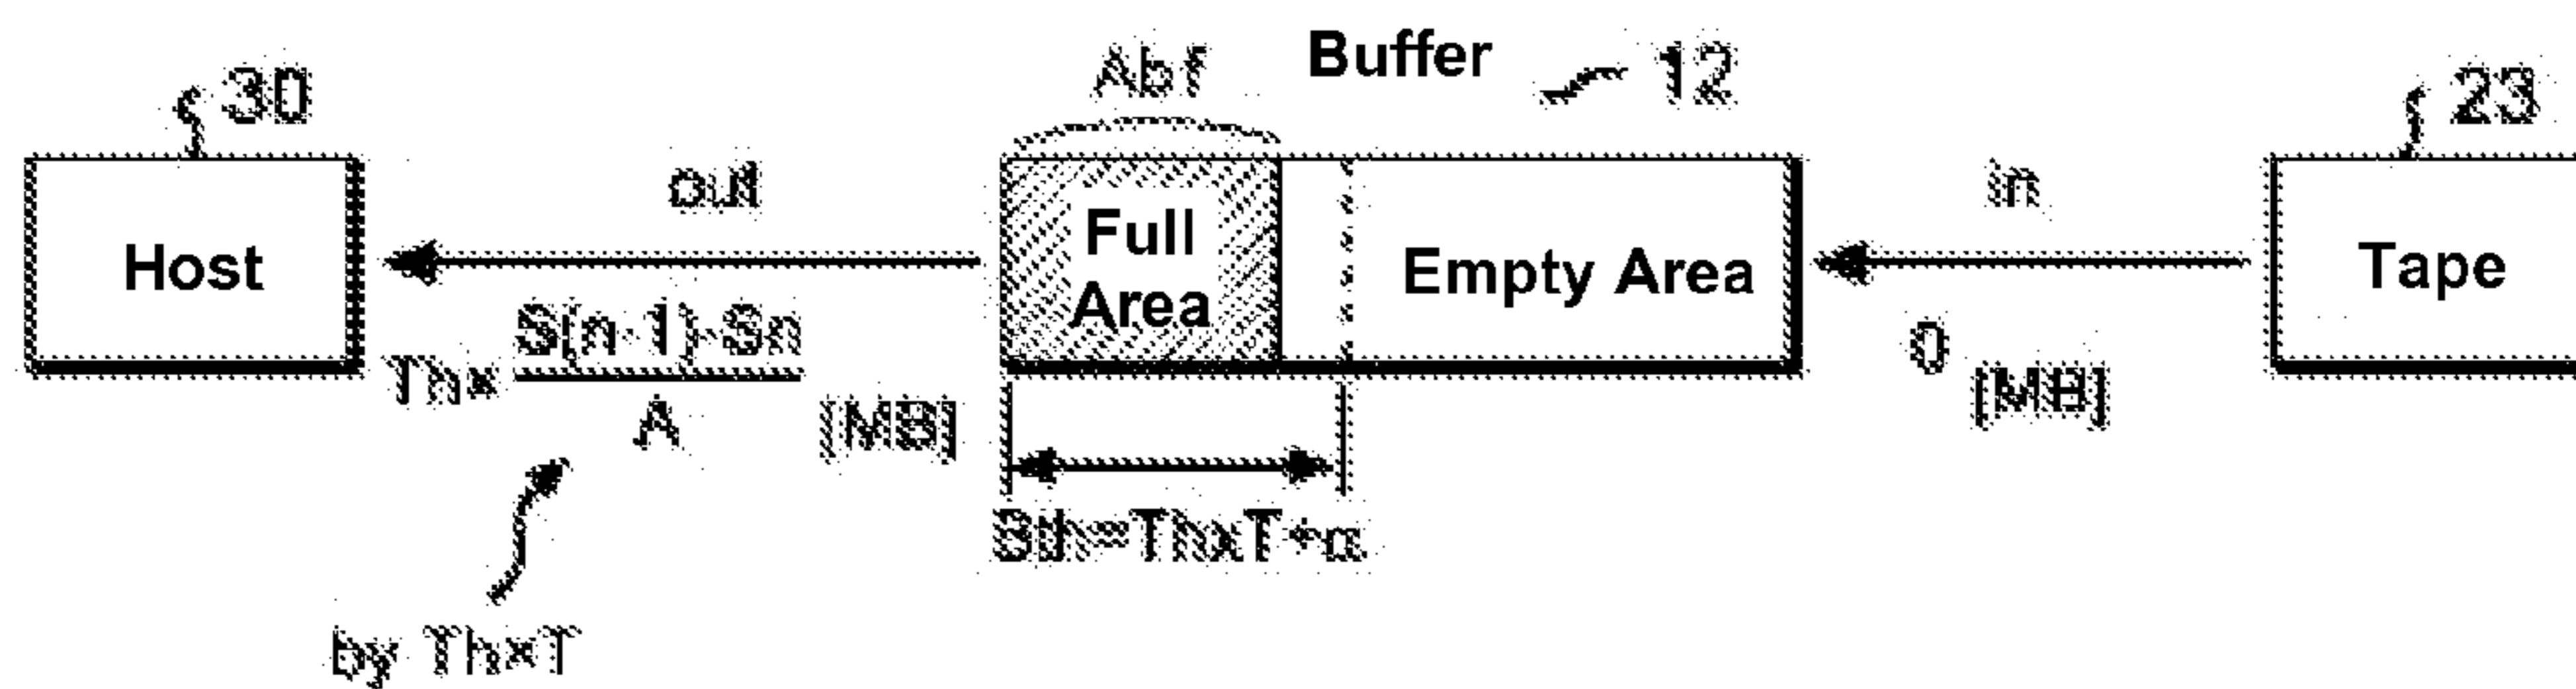 30
Abf
Buffer
12
23
Host
out
Full
Area
Empty Area
in
Tape
Th×
S(n-1)-Sn
A
[MB]
0
[MB]
Sth=Th×T+α
by Th×T